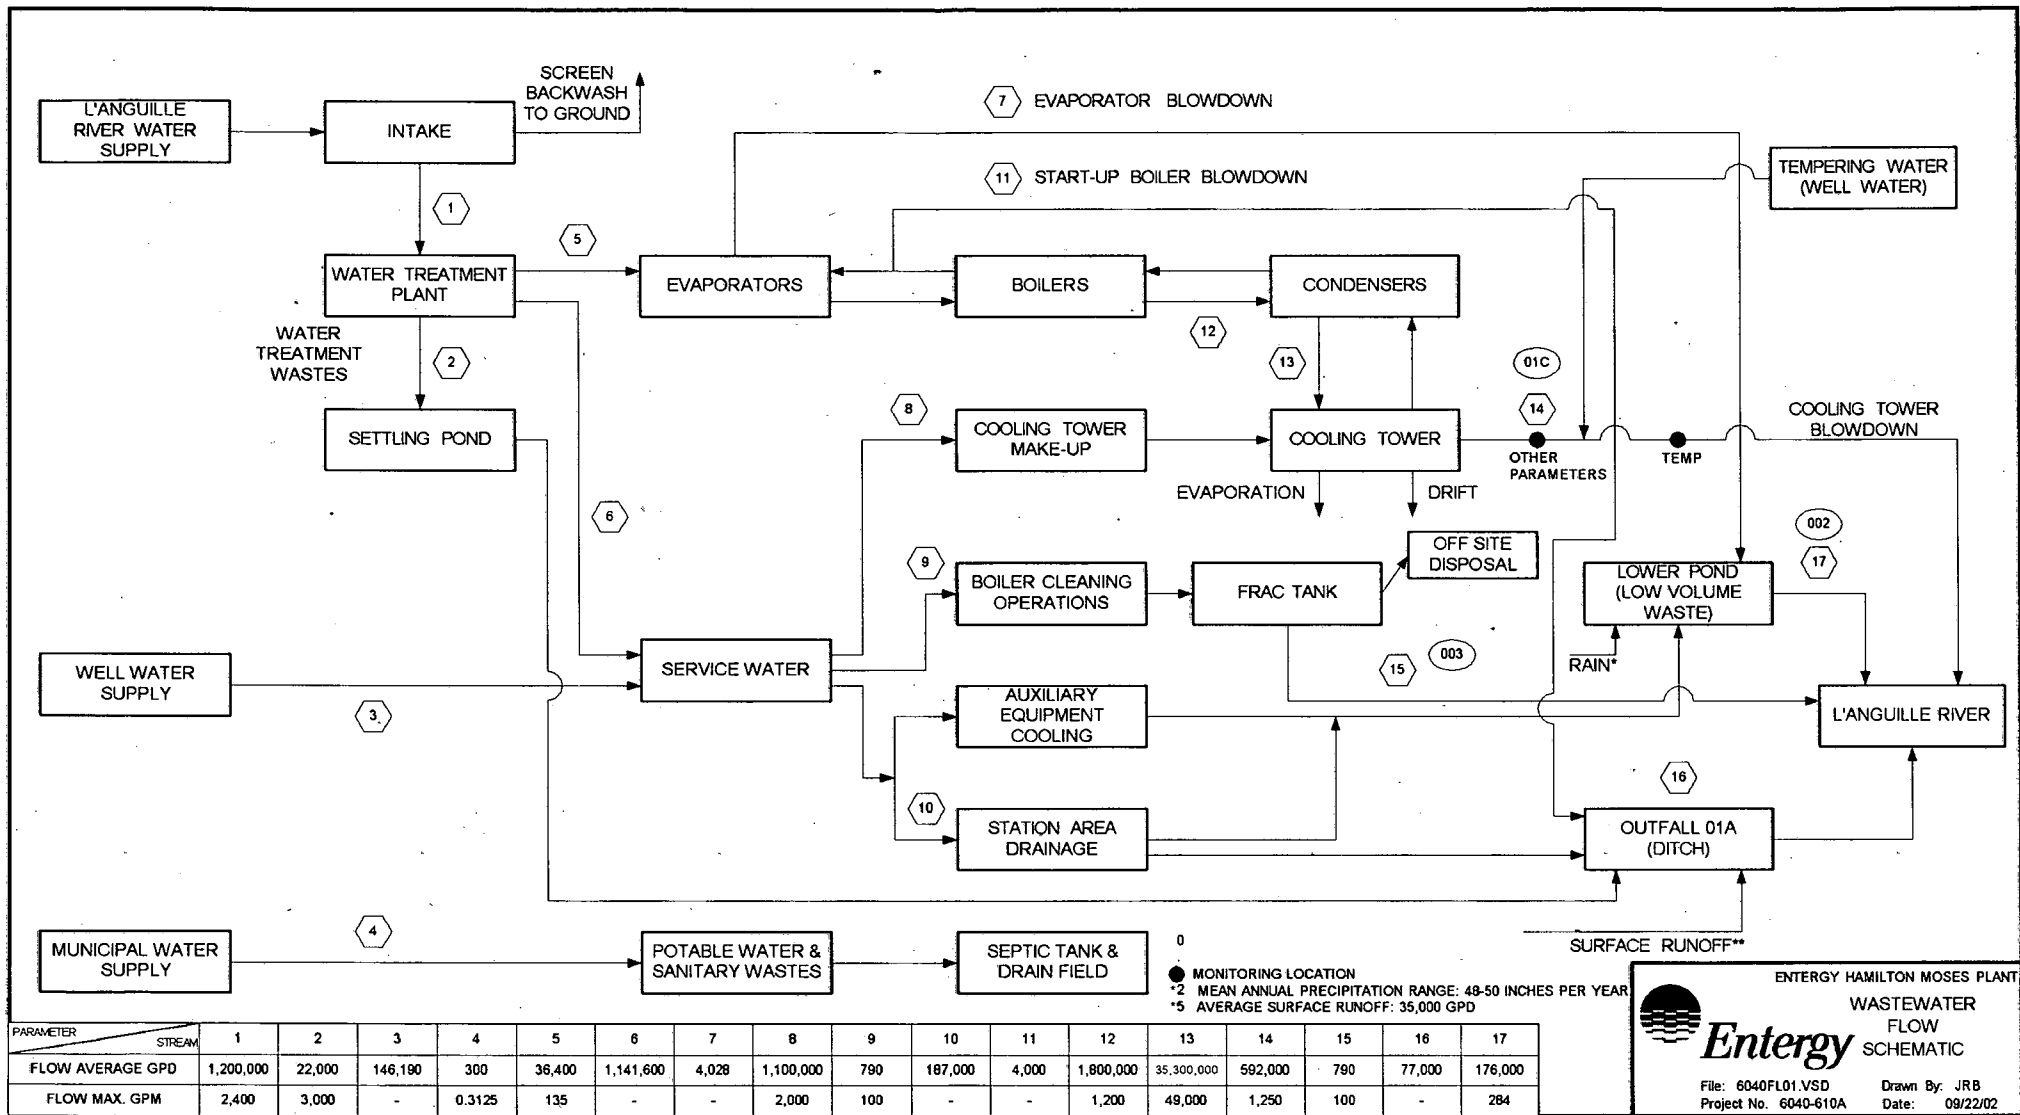 SCREEN
BACKWASH
TO GROUND
7 EVAPORATOR BLOWDOWN
L'ANGUILLE
RIVER WATER
SUPPLY
INTAKE
11 START-UP BOILER BLOWDOWN
TEMPERING WATER
(WELL WATER)
1
5
WATER TREATMENT
PLANT
EVAPORATORS
BOILERS
CONDENSERS
WATER
TREATMENT
WASTES
2
12
13
01C
14
8
SETTLING POND
COOLING TOWER
MAKE-UP
COOLING TOWER
OTHER
PARAMETERS
TEMP
COOLING TOWER
BLOWDOWN
EVAPORATION
DRIFT
6
9
OFF SITE
DISPOSAL
002
17
BOILER CLEANING
OPERATIONS
FRAC TANK
LOWER POND
(LOW VOLUME
WASTE)
15
003
RAIN*
WELL WATER
SUPPLY
3
SERVICE WATER
AUXILIARY
EQUIPMENT
COOLING
L'ANGUILLE RIVER
16
10
STATION AREA
DRAINAGE
OUTFALL 01A
(DITCH)
4
MUNICIPAL WATER
SUPPLY
POTABLE WATER &
SANITARY WASTES
SEPTIC TANK &
DRAIN FIELD
SURFACE RUNOFF**
0
MONITORING LOCATION
*2 MEAN ANNUAL PRECIPITATION RANGE: 48-50 INCHES PER YEAR
*5 AVERAGE SURFACE RUNOFF: 35,000 GPD
ENTERGY HAMILTON MOSES PLANT
WASTEWATER
FLOW
SCHEMATIC
Entergy
File: 6040FL01.VSD Drawn By: JRB
Project No. 6040-610A Date: 09/22/02
PARAMETER STREAM 1 2 3 4 5 6 7 8 9 10 11 12 13 14 15 16 17
FLOW AVERAGE GPD 1,200,000 22,000 146,190 300 36,400 1,141,600 4,028 1,100,000 790 187,000 4,000 1,800,000 35,300,000 592,000 790 77,000 176,000
FLOW MAX. GPM 2,400 3,000 - 0.3125 135 - - 2,000 100 - - 1,200 49,000 1,250 100 - 284